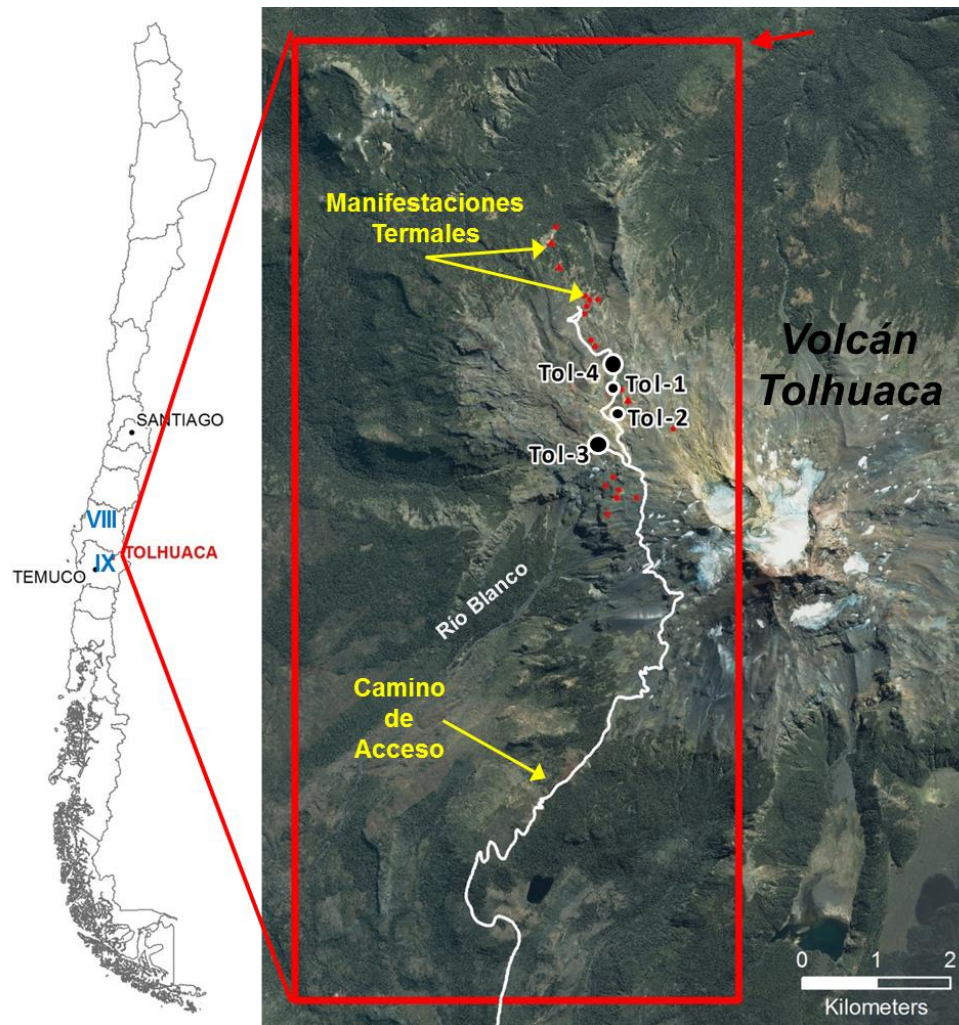 Manifestaciones
Termales
Volcán
Tolhuaca
Tol-4
Tol-1
Tol-2
Tol-3
SANTIAGO
VIII
TOLHUACA
IX
TEMUCO
Río Blanco
Camino
de
Acceso
0 1 2
Kilometers